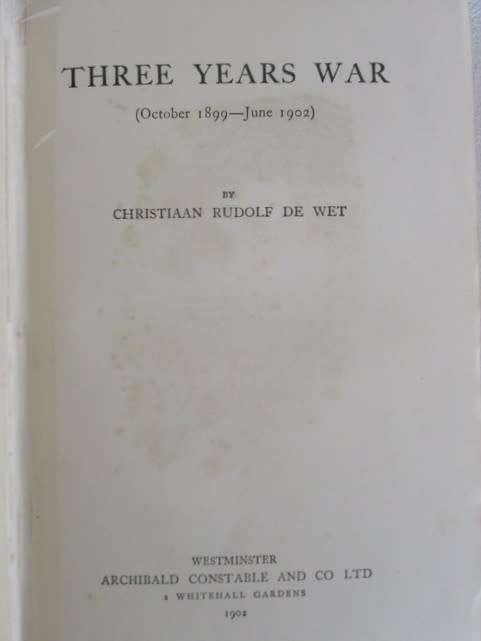 THREE YEARS WAR
(October 1899—June 1902)
BY
CHRISTIAAN RUDOLF DE WET
WESTMINSTER
ARCHIBALD CONSTABLE AND CO LTD
2 WHITEHALL GARDENS
1902